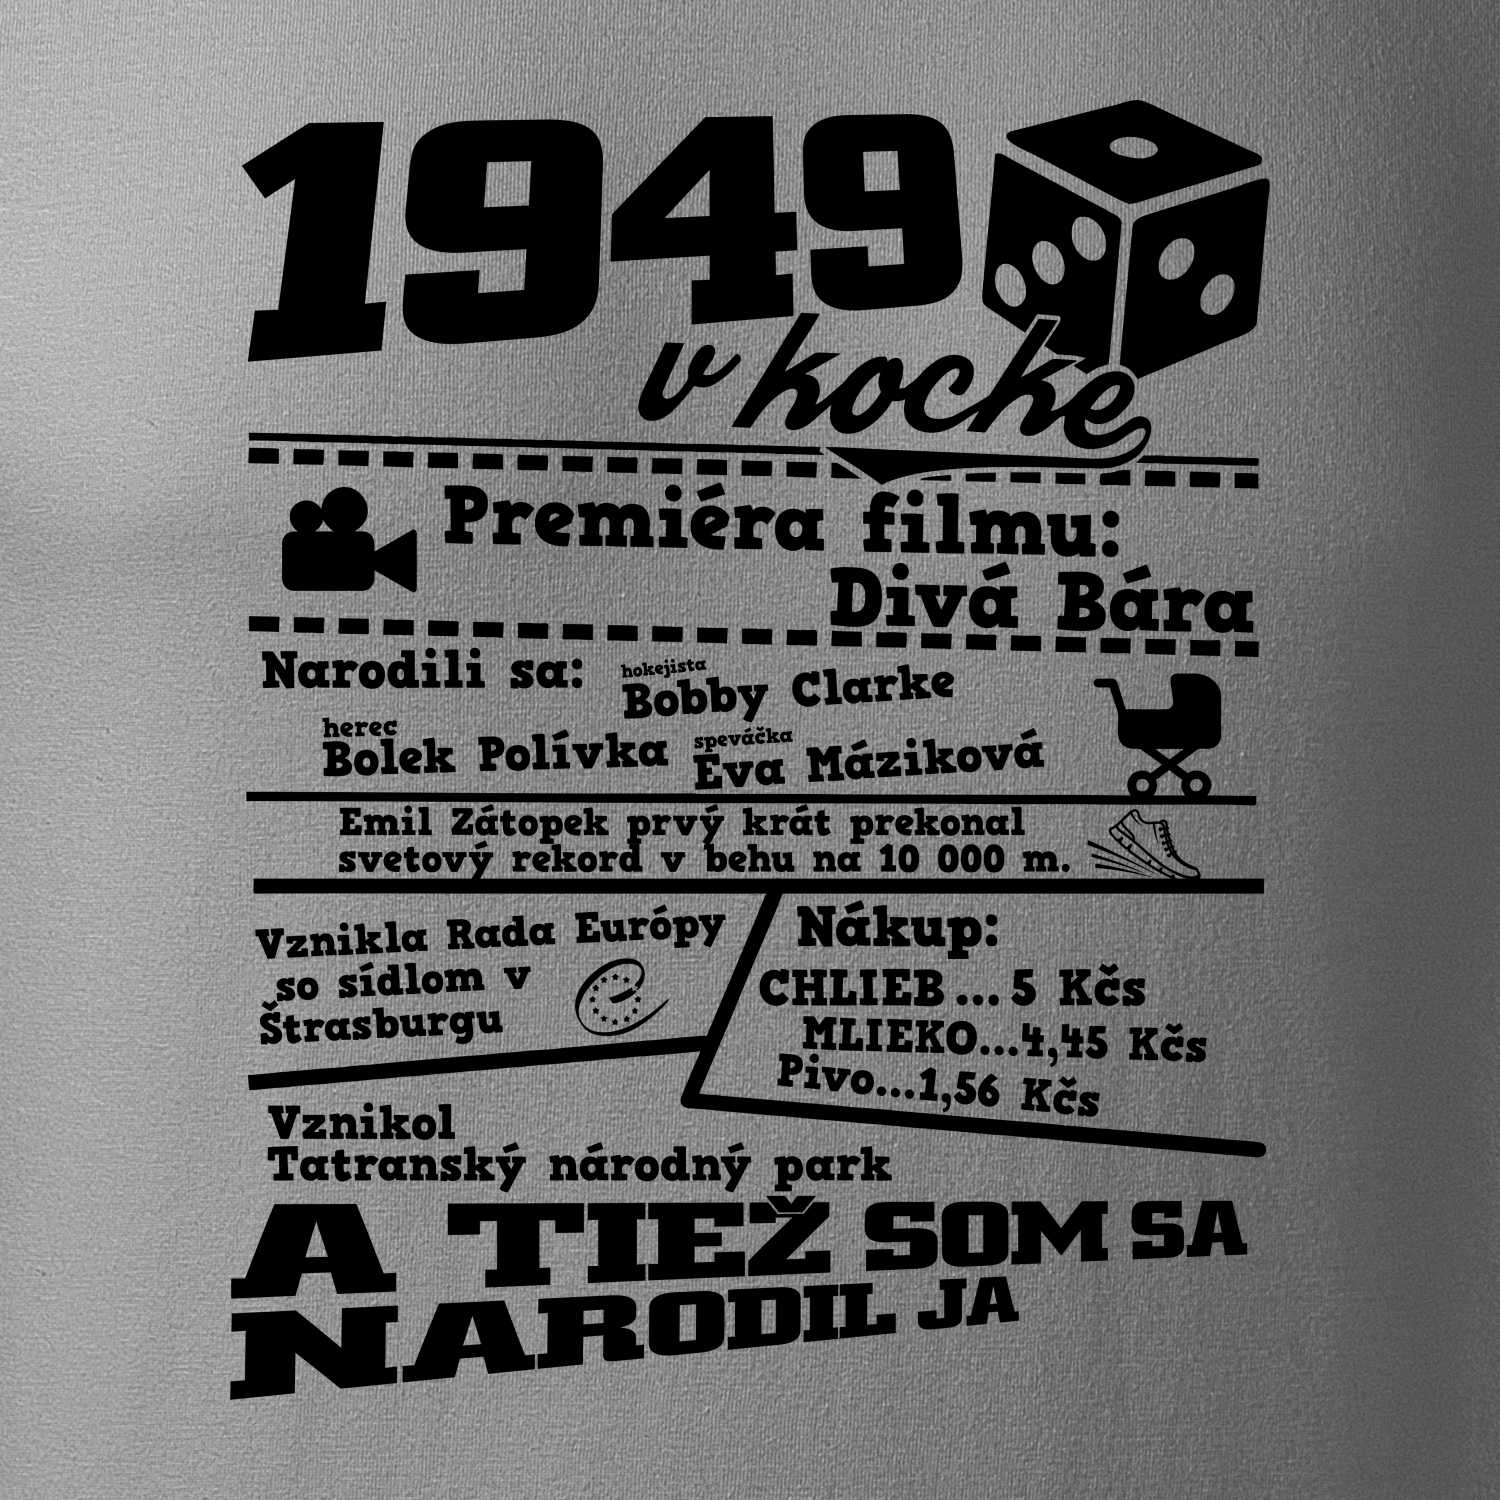 1949
v kocke
Premiéra filmu:
Divá Bára
Narodili sa:
hokejista
Bobby Clarke
herec
Bolek Polívka
speváčka
Eva Máziková
Emil Zátopek prvý krát prekonal
svetový rekord v behu na 10 000 m.
Vznikla Rada Európy
so sídlom v
Štrasburgu
Nákup:
CHLIEB... 5 Kčs
MLIEKO...4,45 Kčs
Pivo...1,56 Kčs
Vznikol
Tatranský národný park
A TIEŽ SOM SA
NARODIL JA